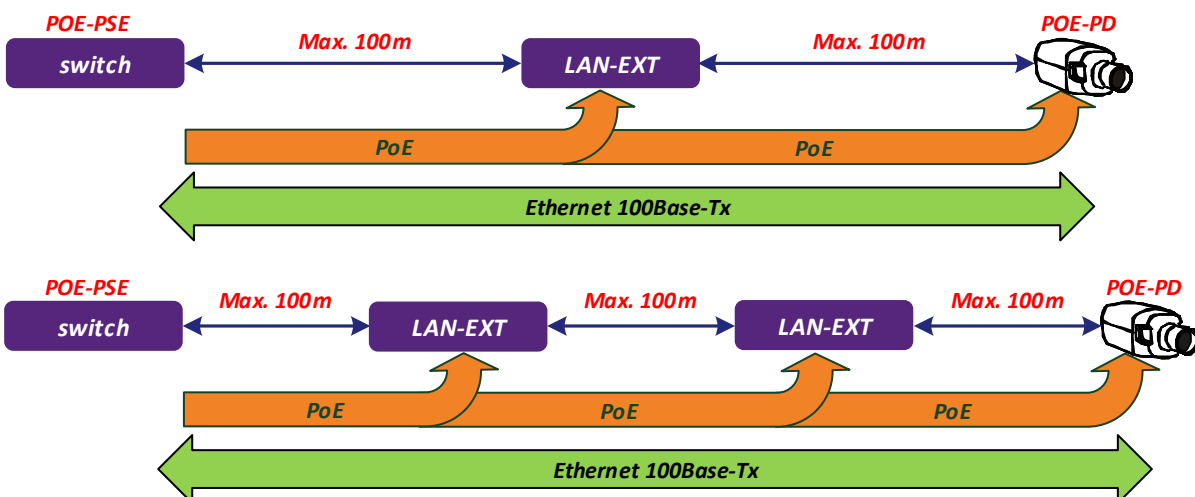 POE-PSE
Max. 100m
Max. 100m
POE-PD
switch
LAN-EXT
PoE
PoE
Ethernet 100Base-Tx
POE-PSE
Max. 100m
Max. 100m
Max. 100m
POE-PD
switch
LAN-EXT
LAN-EXT
PoE
PoE
PoE
Ethernet 100Base-Tx